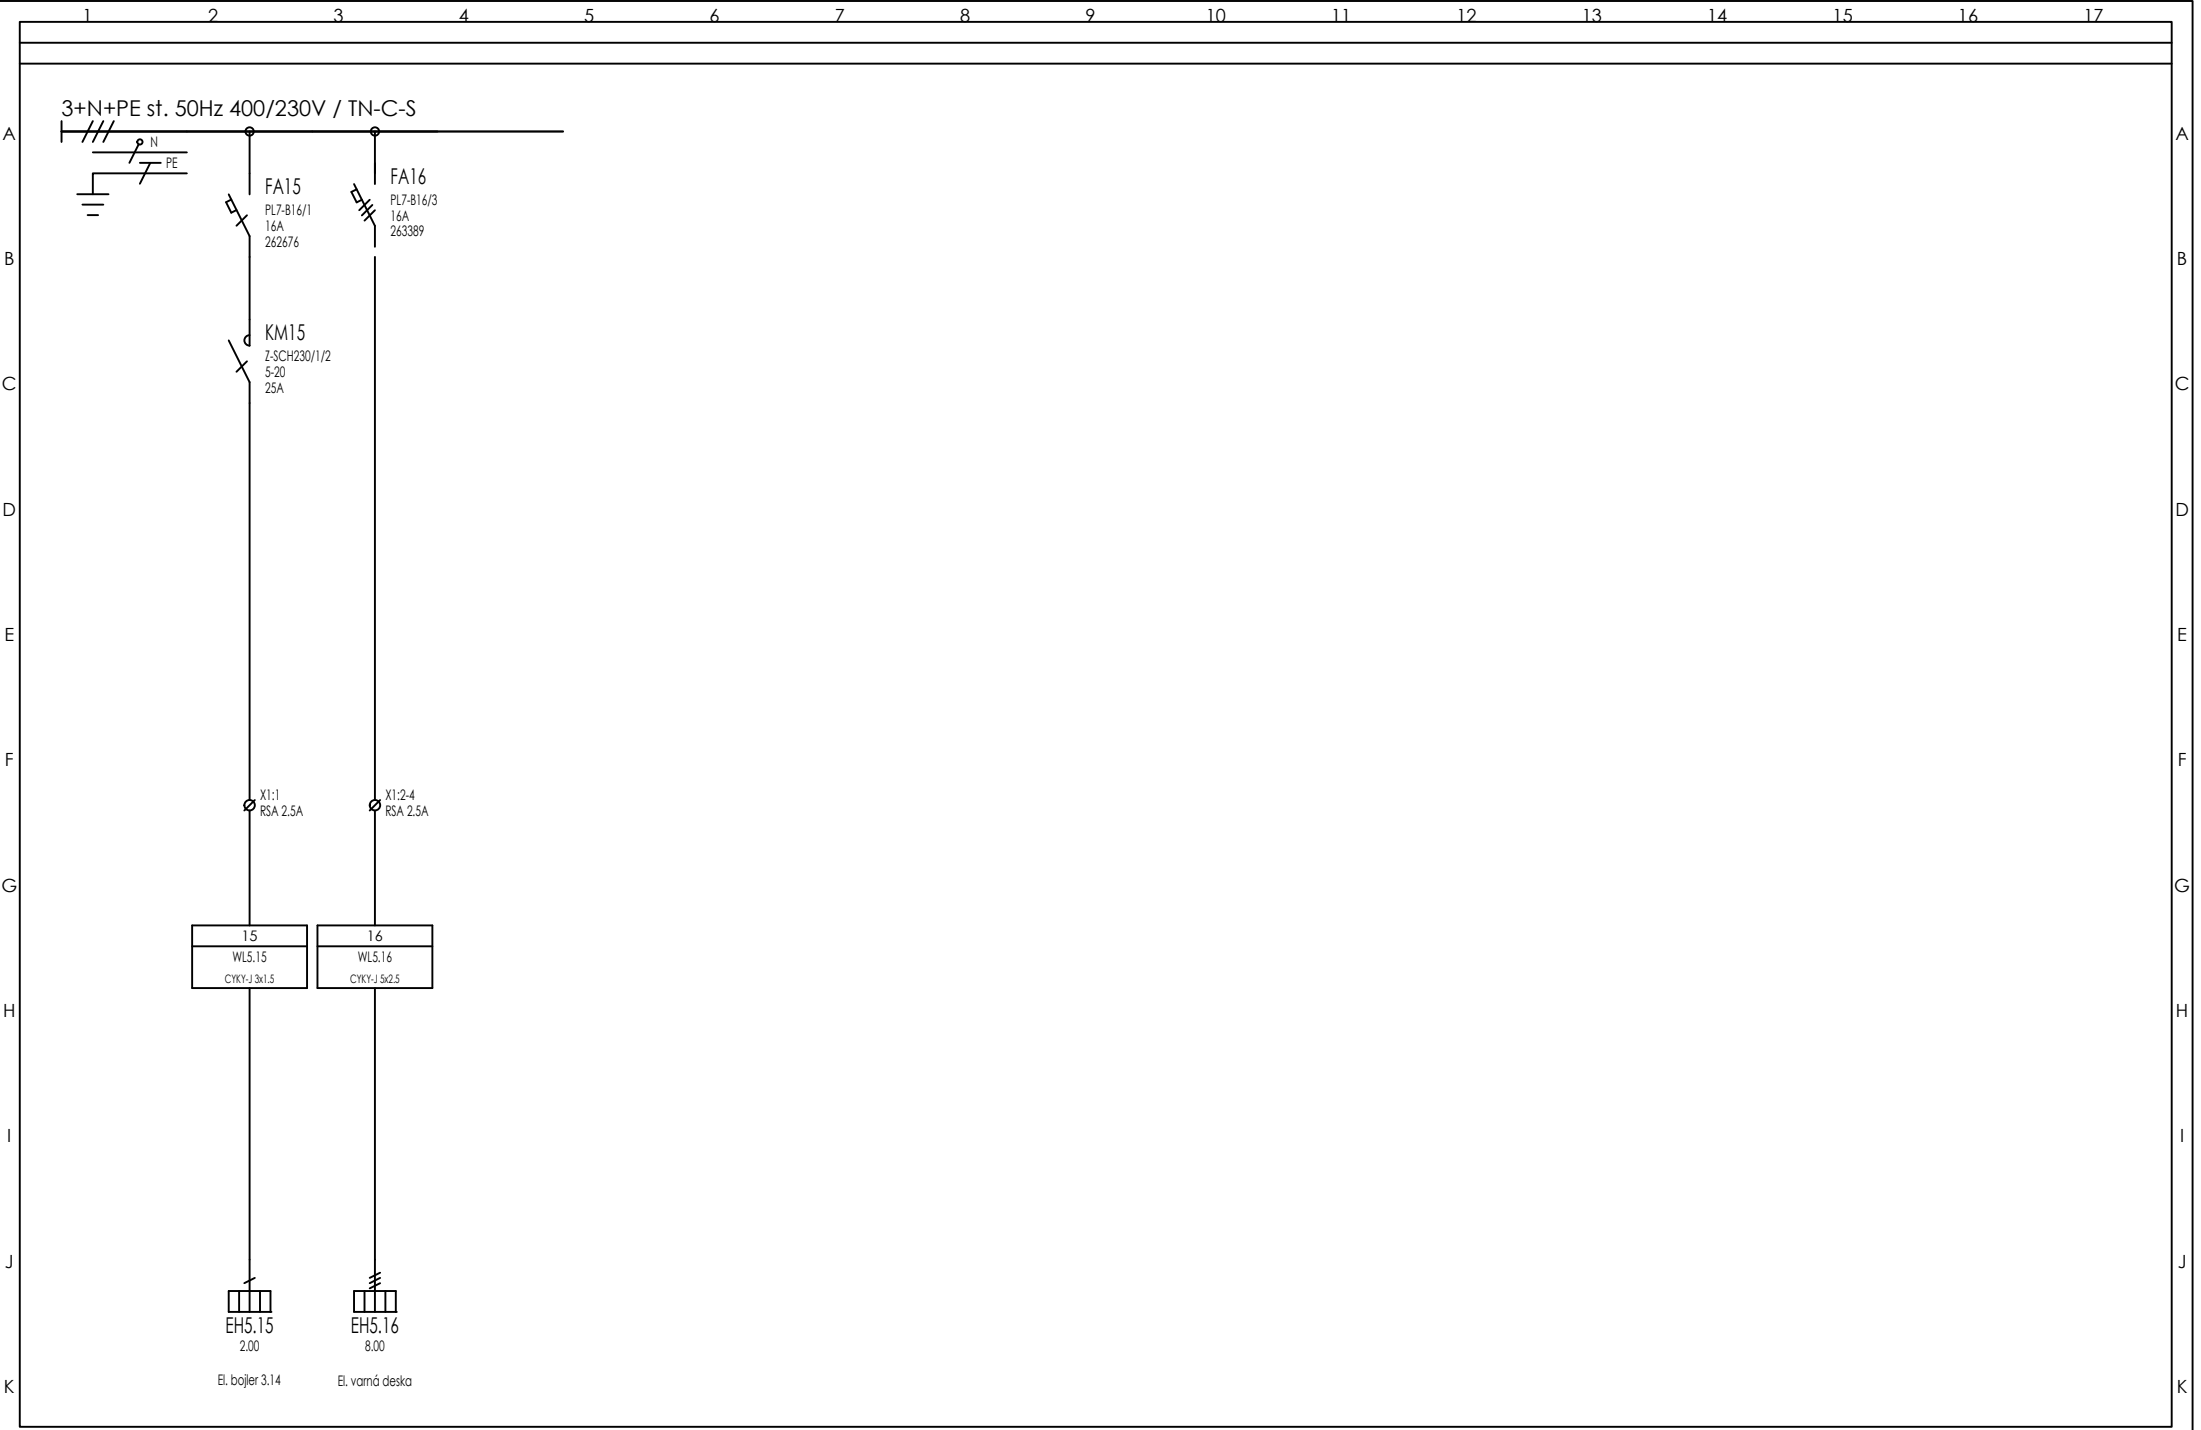 1 2 3 4 5 6 7 8 9 10 11 12 13 14 15 16 17
3+N+PE st. 50Hz 400/230V / TN-C-S
A A
N
PE
FA15
PL7-B16/1
16A
262676
FA16
PL7-B16/3
16A
263389
B B
KM15
Z-SCH230/1/2
5-20
25A
C C
D D
E E
F F
X1:1
RSA 2.5A
X1:2-4
RSA 2.5A
G G
15
WL5.15
CYKY-J 3x1.5
16
WL5.16
CYKY-J 5x2.5
H H
I I
J J
EH5.15
2.00
El. bojler 3.14
EH5.16
8.00
El. varná deska
K K